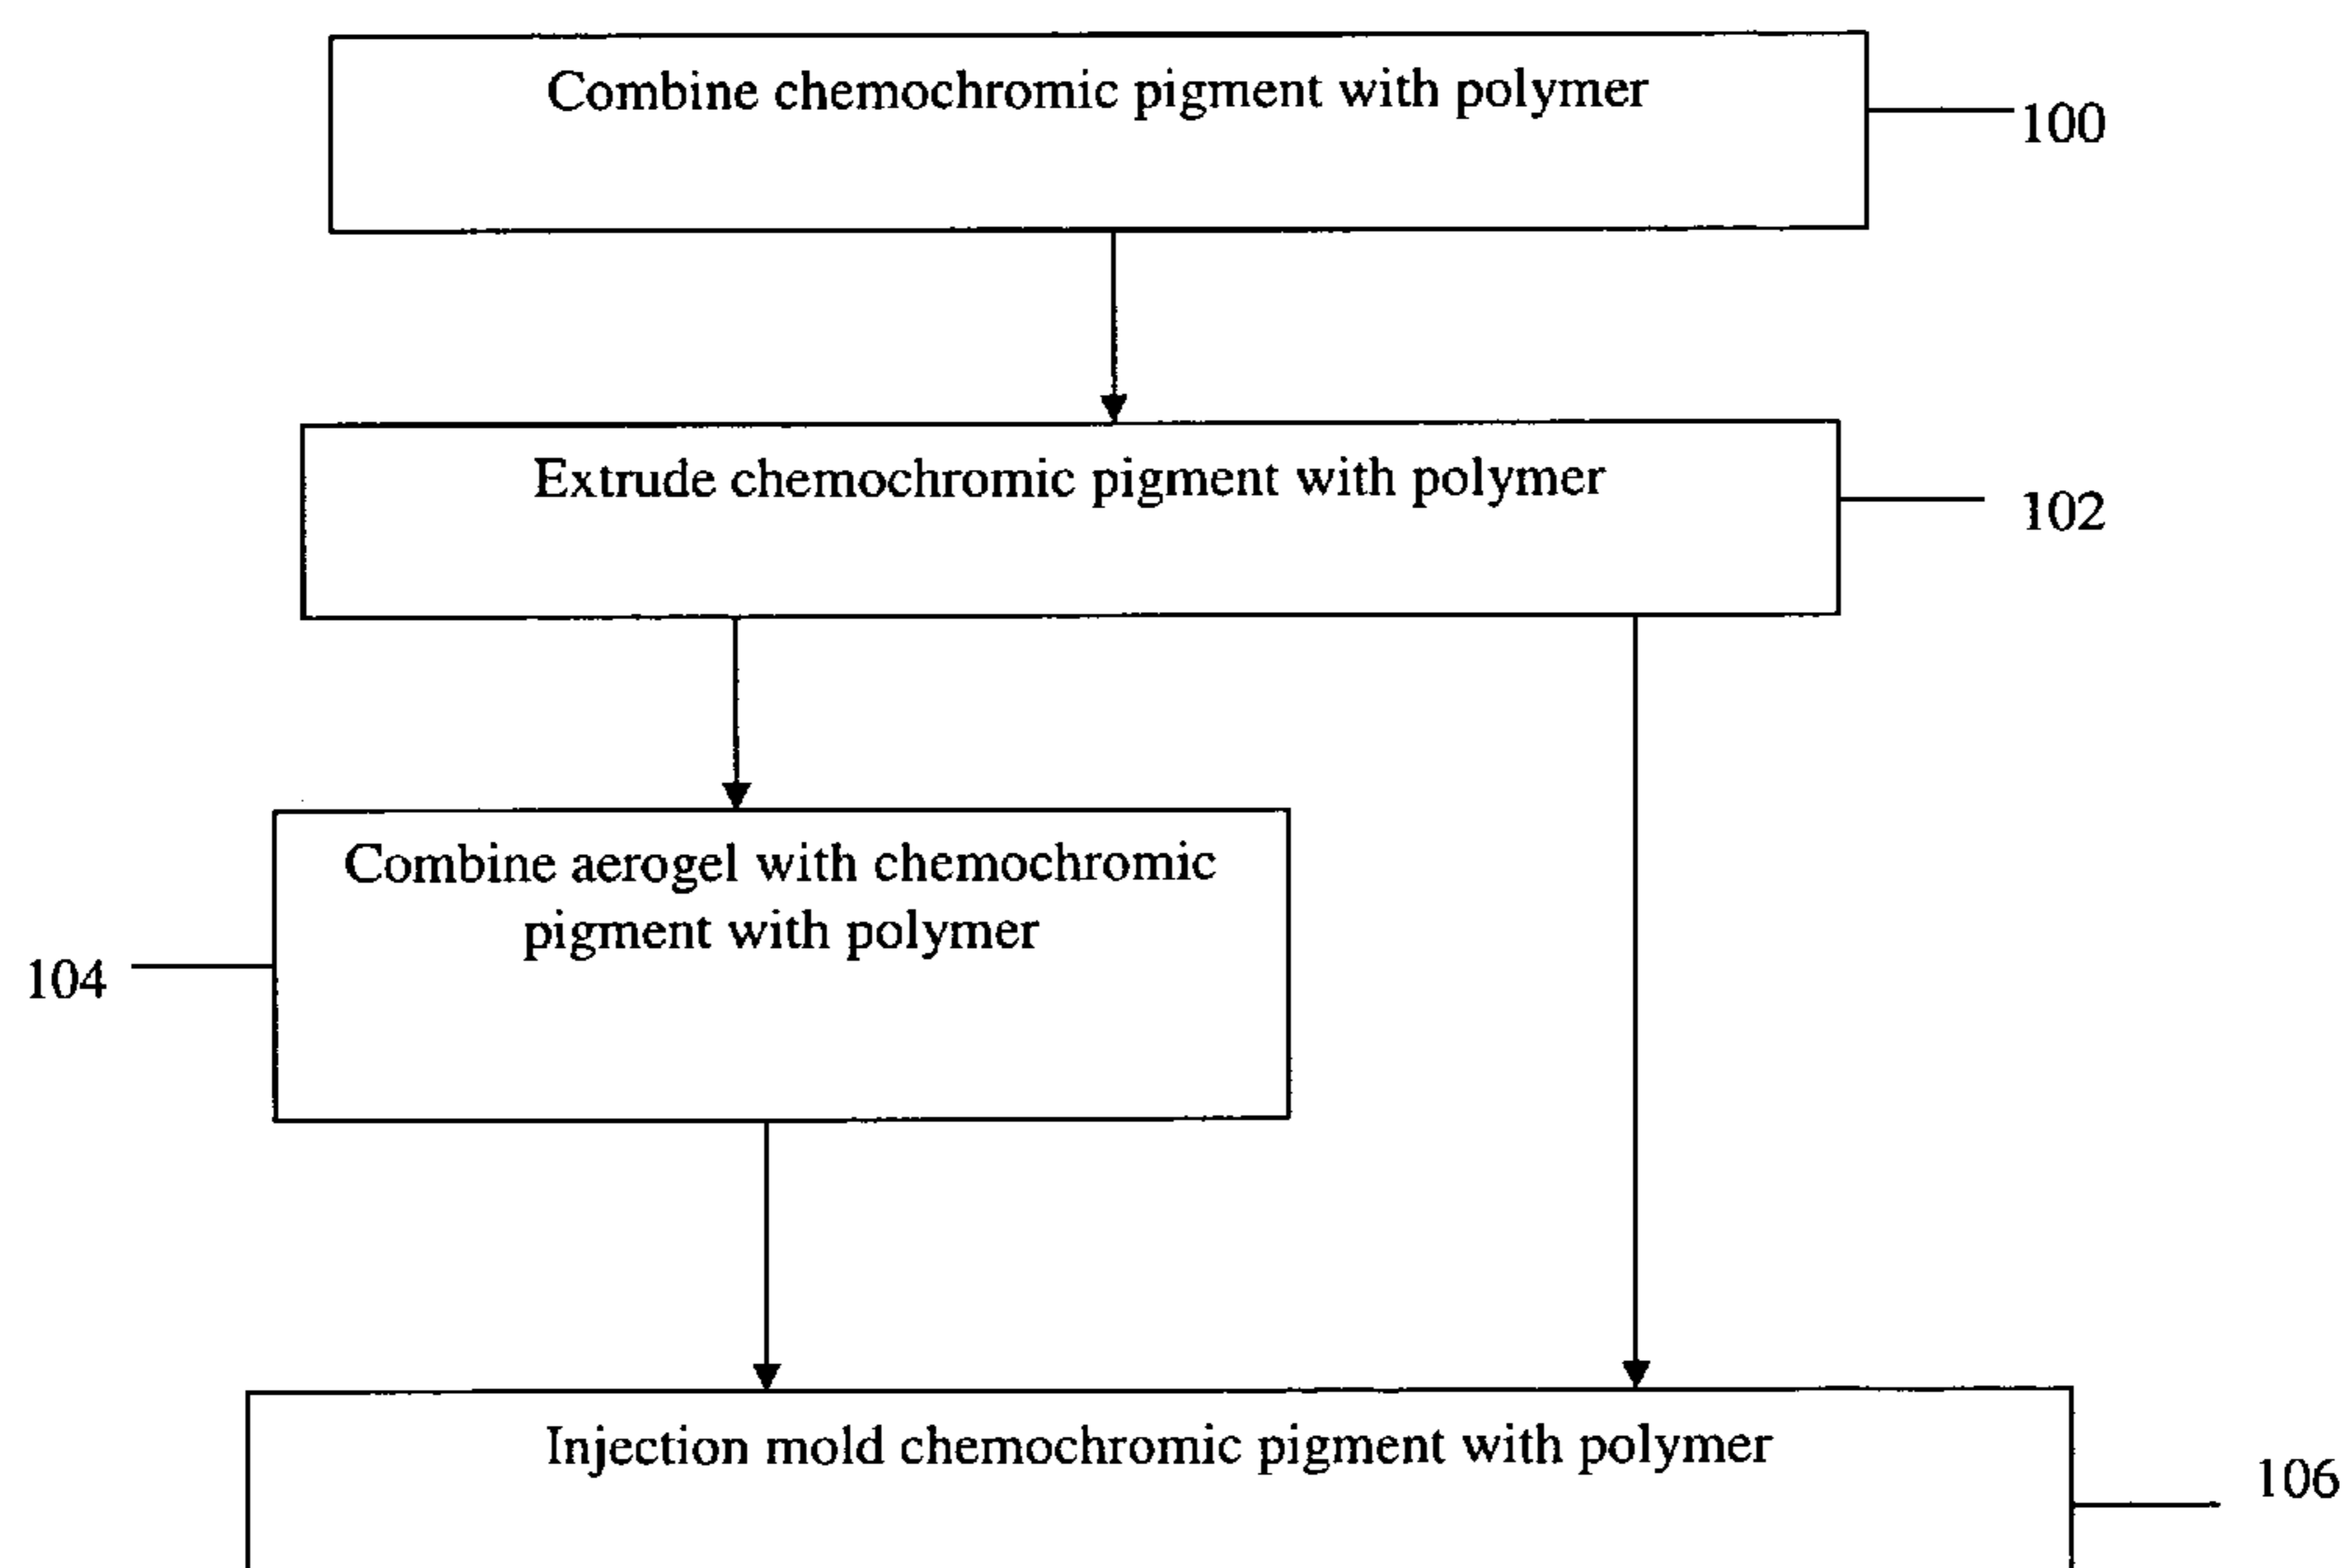 Combine chemochromic pigment with polymer
100
Extrude chemochromic pigment with polymer
102
Combine aerogel with chemochromic
pigment with polymer
104
Injection mold chemochromic pigment with polymer
106